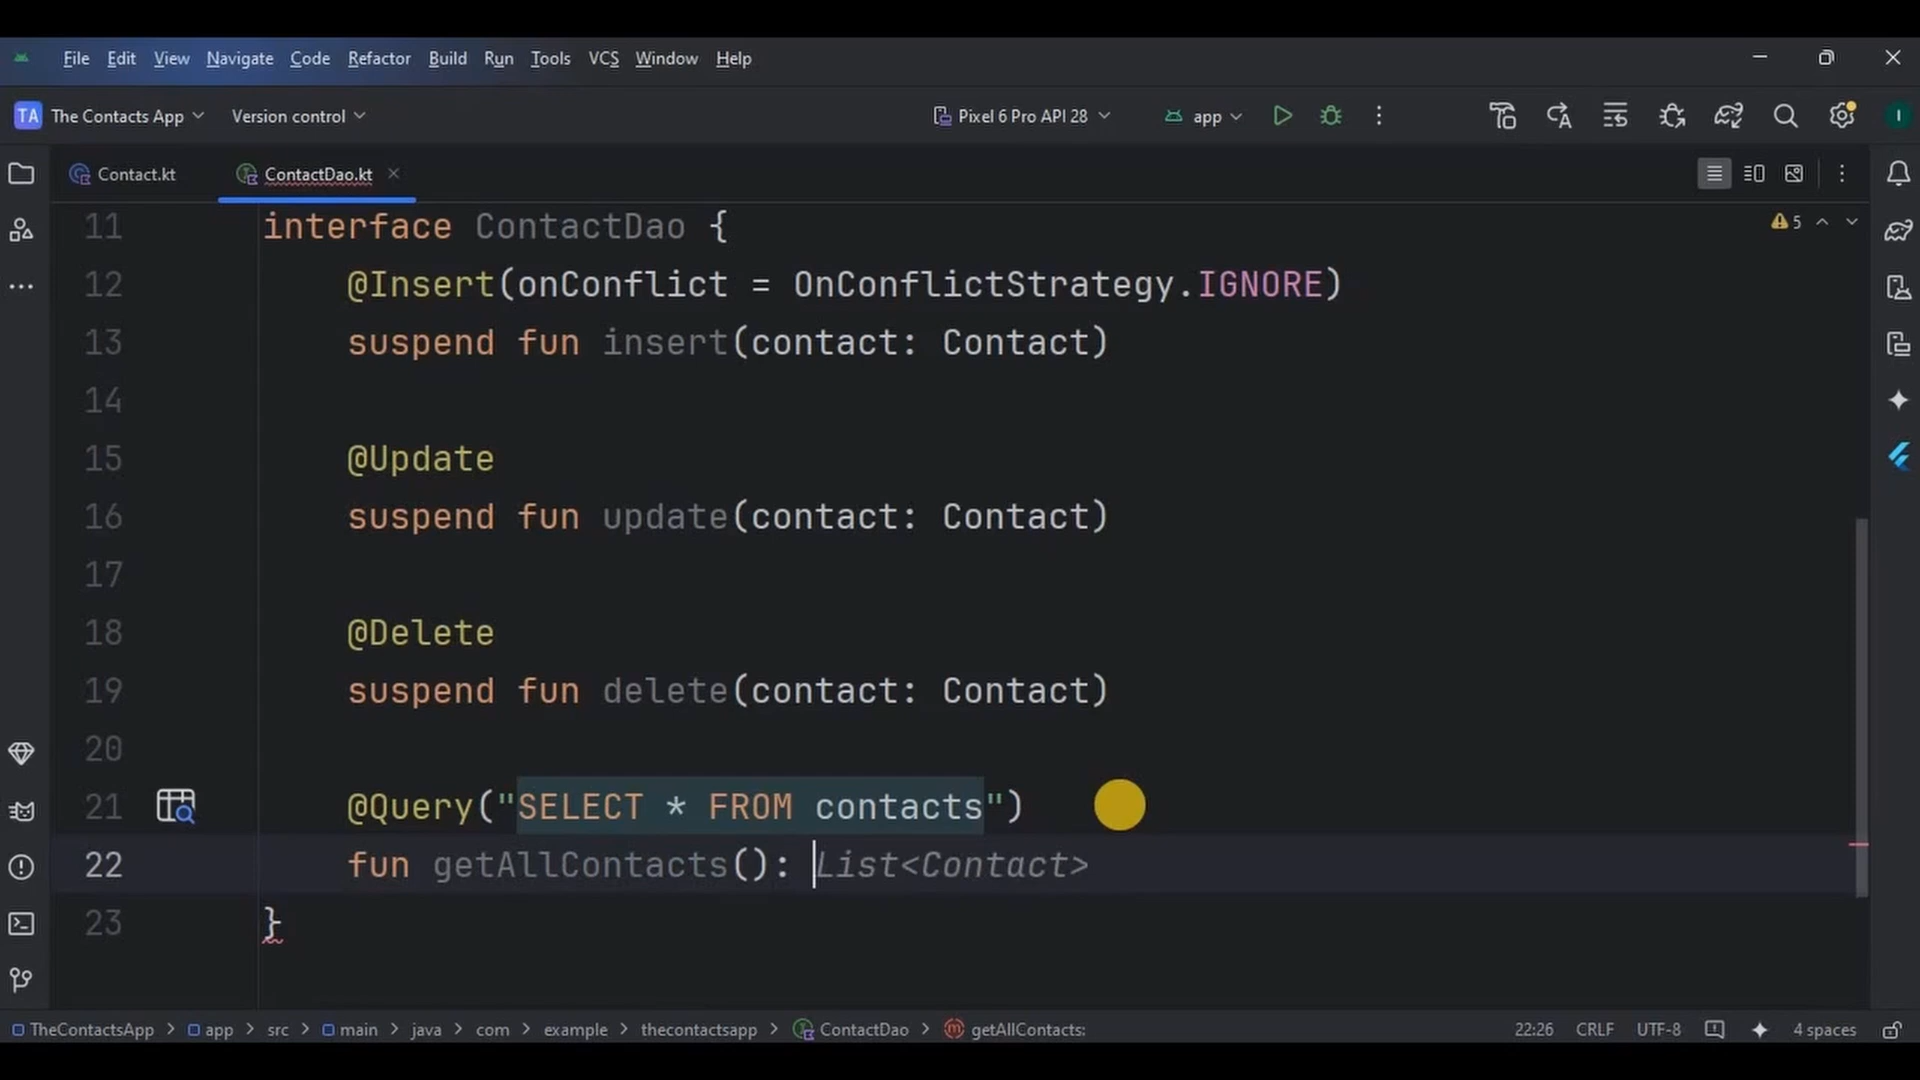 File Edit View Navigate Code Refactor Build Run Tools VCS Window Help
TA The Contacts App Version control Pixel 6 Pro API 28 app I
Contact.kt ContactDao.kt
11 interface ContactDao {
5
12 @Insert(onConflict = OnConflictStrategy.IGNORE)
13 suspend fun insert(contact: Contact)
14
15 @Update
16 suspend fun update(contact: Contact)
17
18 @Delete
19 suspend fun delete(contact: Contact)
20
21 @Query("SELECT * FROM contacts")
22 fun getAllContacts(): List<Contact>
23 }
TheContactsApp > app > src > main > java > com > example > thecontactsapp > ContactDao > getAllContacts: 22:26 CRLF UTF-8 4 spaces